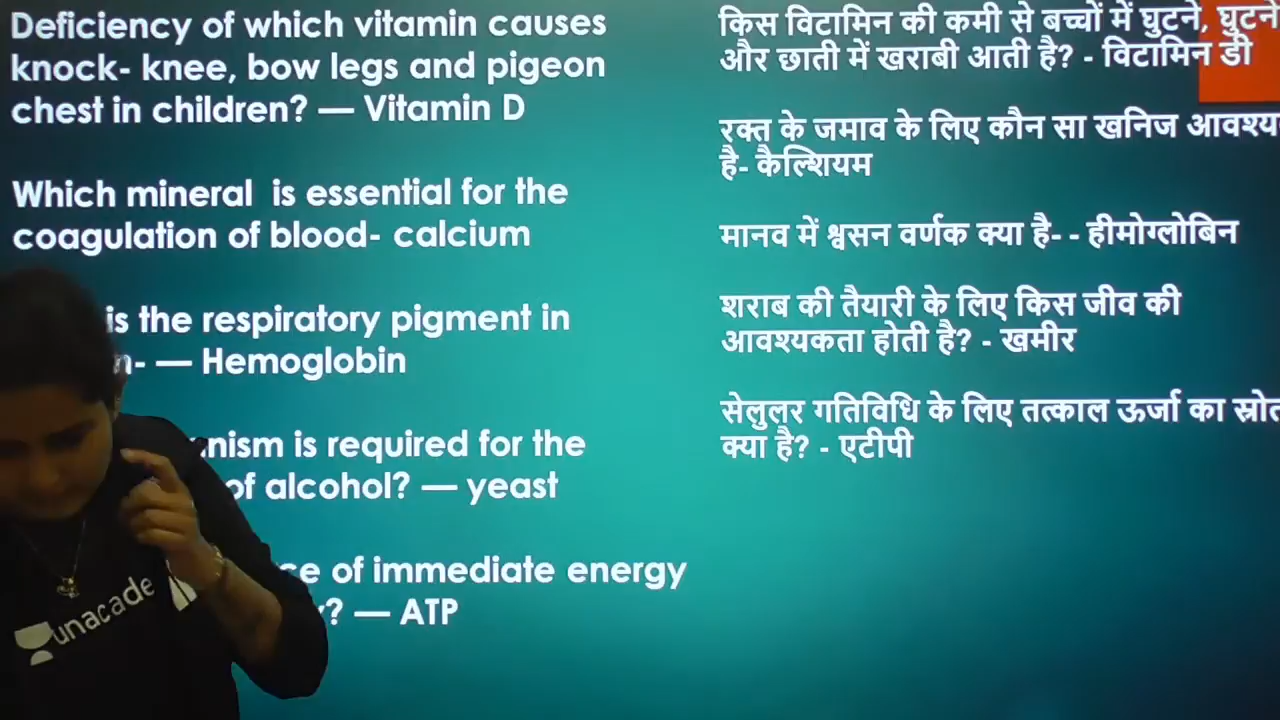 Deficiency of which vitamin causes
knock- knee, bow legs and pigeon
chest in children? — Vitamin D
Which mineral is essential for the
coagulation of blood- calcium
is the respiratory pigment in
- — Hemoglobin
is required for the
of alcohol? — yeast
of immediate energy
? — ATP
किस विटामिन की कमी से बच्चों में घुटने, घुटने
और छाती में खराबी आती है? - विटामिन डी
रक्त के जमाव के लिए कौन सा खनिज
है- कैल्शियम
मानव में श्वसन वर्णक क्या है- - हीमोग्लोबिन
शराब की तैयारी के लिए किस जीव की
आवश्यकता होती है? - खमीर
सेलुलर गतिविधि के लिए तत्काल ऊर्जा का स्रोत
क्या है? - एटीपी
unacade